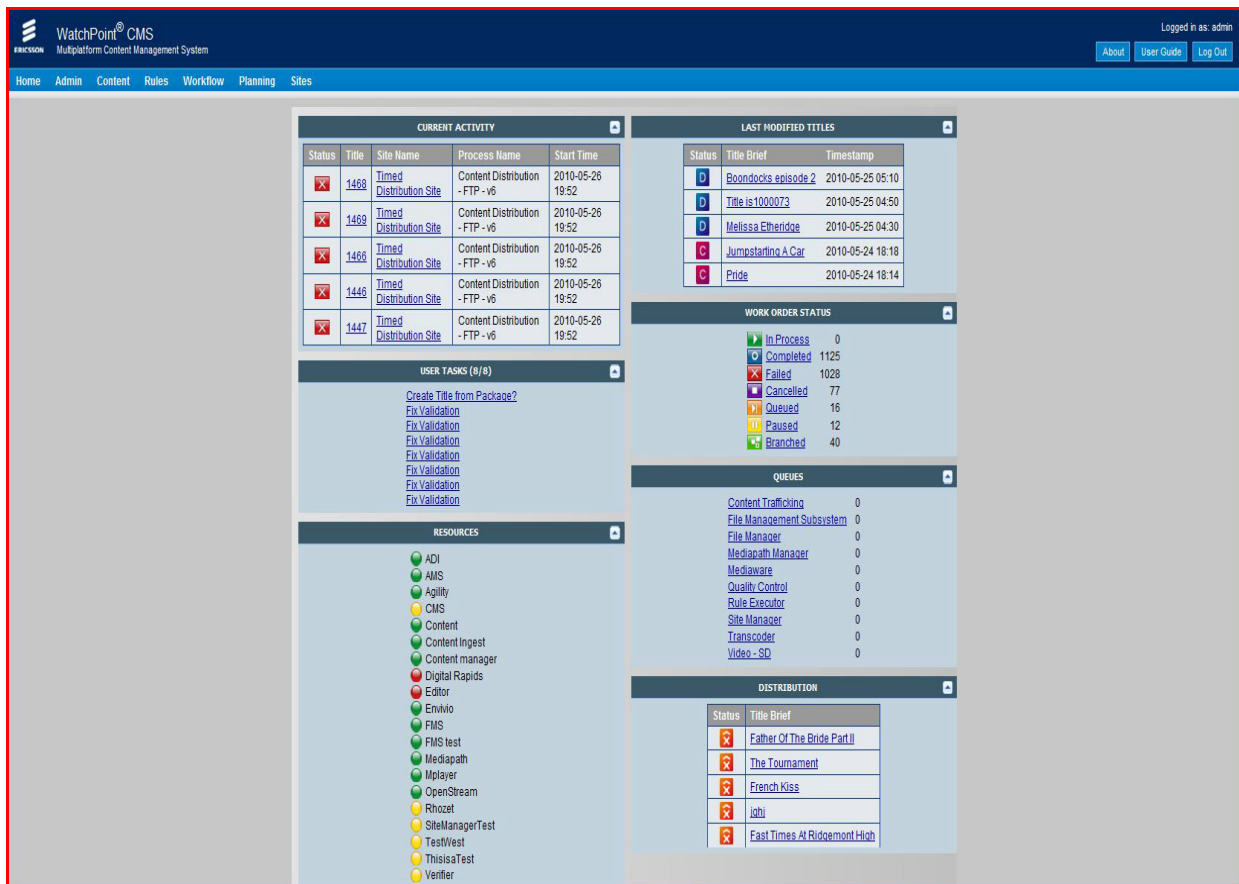 ERICSSON
WatchPoint® CMS
Multiplatform Content Management System
Logged in as: admin
About User Guide Log Out
Home Admin Content Rules Workflow Planning Sites
CURRENT ACTIVITY
Status Title Site Name Process Name Start Time
1468 Timed Distribution Site Content Distribution - FTP - v6 2010-05-26 19:52
1469 Timed Distribution Site Content Distribution - FTP - v6 2010-05-26 19:52
1466 Timed Distribution Site Content Distribution - FTP - v6 2010-05-26 19:52
1446 Timed Distribution Site Content Distribution - FTP - v6 2010-05-26 19:52
1447 Timed Distribution Site Content Distribution - FTP - v6 2010-05-26 19:52
USER TASKS (8/8)
Create Title from Package?
Fix Validation
Fix Validation
Fix Validation
Fix Validation
Fix Validation
Fix Validation
Fix Validation
RESOURCES
ADI
AMS
Agility
CMS
Content
Content Ingest
Content manager
Digital Rapids
Editor
Envivio
FMS
FMS test
Mediapath
Mplayer
OpenStream
Rhozet
SiteManagerTest
TestWest
ThisisaTest
Verifier
LAST MODIFIED TITLES
Status Title Brief Timestamp
D Boondocks episode 2 2010-05-25 05:10
D Title is1000073 2010-05-25 04:50
D Melissa Etheridge 2010-05-25 04:30
C Jumpstarting A Car 2010-05-24 18:18
C Pride 2010-05-24 18:14
WORK ORDER STATUS
In Process 0
Completed 1125
Failed 1028
Cancelled 77
Queued 16
Paused 12
Branched 40
QUEUES
Content Trafficking 0
File Management Subsystem 0
File Manager 0
Mediapath Manager 0
Mediaware 0
Quality Control 0
Rule Executor 0
Site Manager 0
Transcoder 0
Video - SD 0
DISTRIBUTION
Status Title Brief
Father Of The Bride Part II
The Tournament
French Kiss
jghj
Fast Times At Ridgemont High